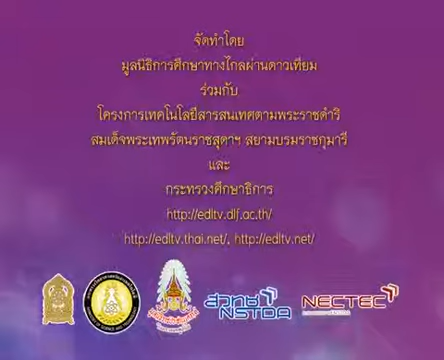 จัดทำโดย
มูลนิธิการศึกษาทางไกลผ่านดาวเทียม
ร่วมกับ
โครงการเทคโนโลยีสารสนเทศตามพระราชดำริ
สมเด็จพระเทพรัตนราชสุดาฯ สยามบรมราชกุมารี
และ
กระทรวงศึกษาธิการ
http://edltv.dlf.ac.th/
http://edltv.thai.net/, http://edltv.net/
สวทช
NSTDA
NECTEC